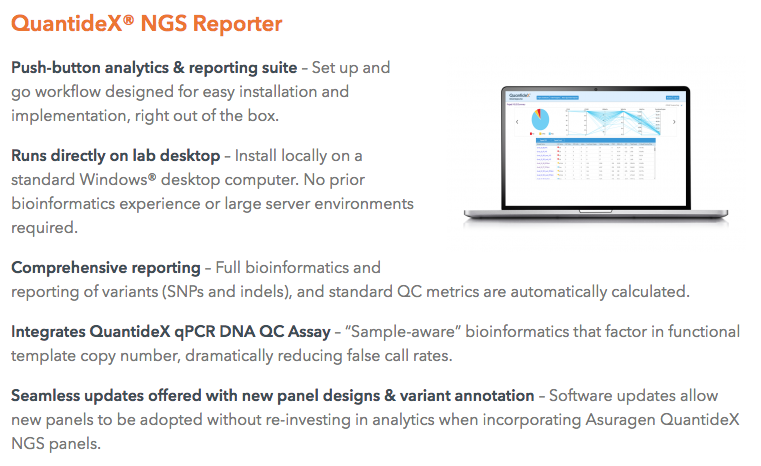 QuantideX® NGS Reporter
Push-button analytics & reporting suite – Set up and
go workflow designed for easy installation and
implementation, right out of the box.
Runs directly on lab desktop – Install locally on a
standard Windows® desktop computer. No prior
bioinformatics experience or large server environments
required.
Comprehensive reporting – Full bioinformatics and
reporting of variants (SNPs and indels), and standard QC metrics are automatically calculated.
Integrates QuantideX qPCR DNA QC Assay – “Sample-aware” bioinformatics that factor in functional
template copy number, dramatically reducing false call rates.
Seamless updates offered with new panel designs & variant annotation – Software updates allow
new panels to be adopted without re-investing in analytics when incorporating Asuragen QuantideX
NGS panels.